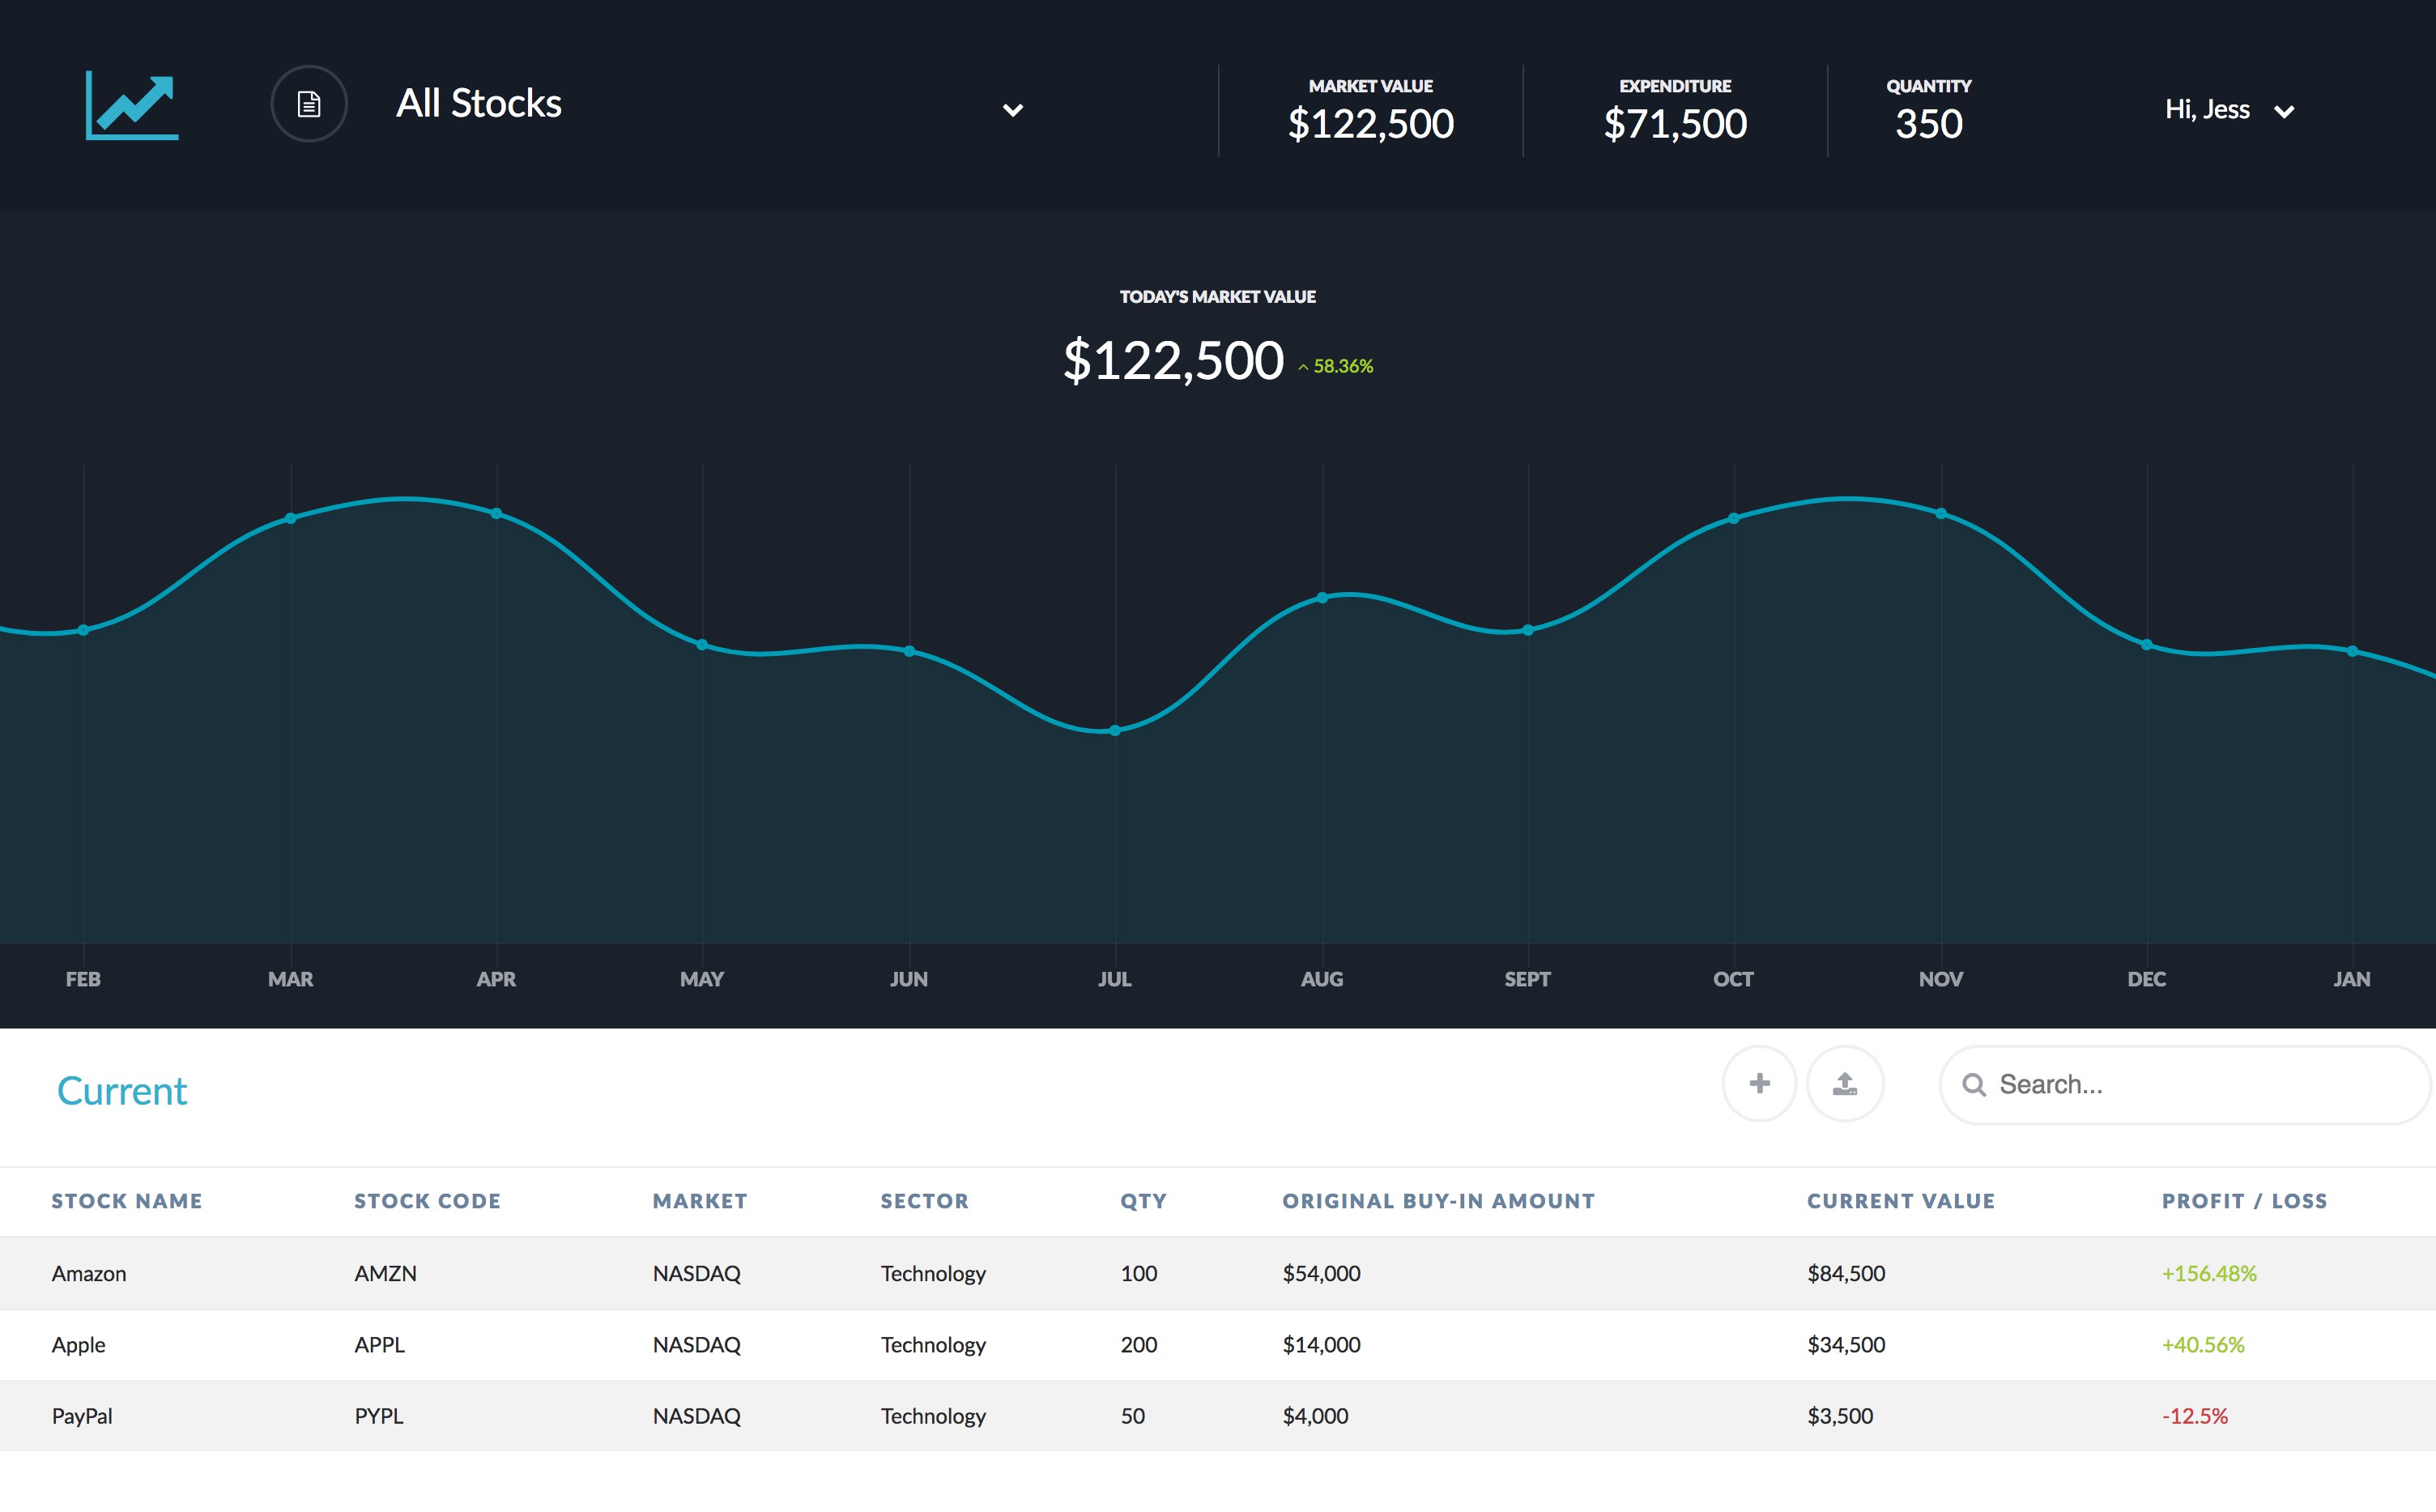 All Stocks
MARKET VALUE
$122,500
EXPENDITURE
$71,500
QUANTITY
350
Hi, Jess
TODAY'S MARKET VALUE
$122,500 ^ 58.36%
FEB MAR APR MAY JUN JUL AUG SEPT OCT NOV DEC JAN
Current
Search...
STOCK NAME STOCK CODE MARKET SECTOR QTY ORIGINAL BUY-IN AMOUNT CURRENT VALUE PROFIT / LOSS
Amazon AMZN NASDAQ Technology 100 $54,000 $84,500 +156.48%
Apple APPL NASDAQ Technology 200 $14,000 $34,500 +40.56%
PayPal PYPL NASDAQ Technology 50 $4,000 $3,500 -12.5%